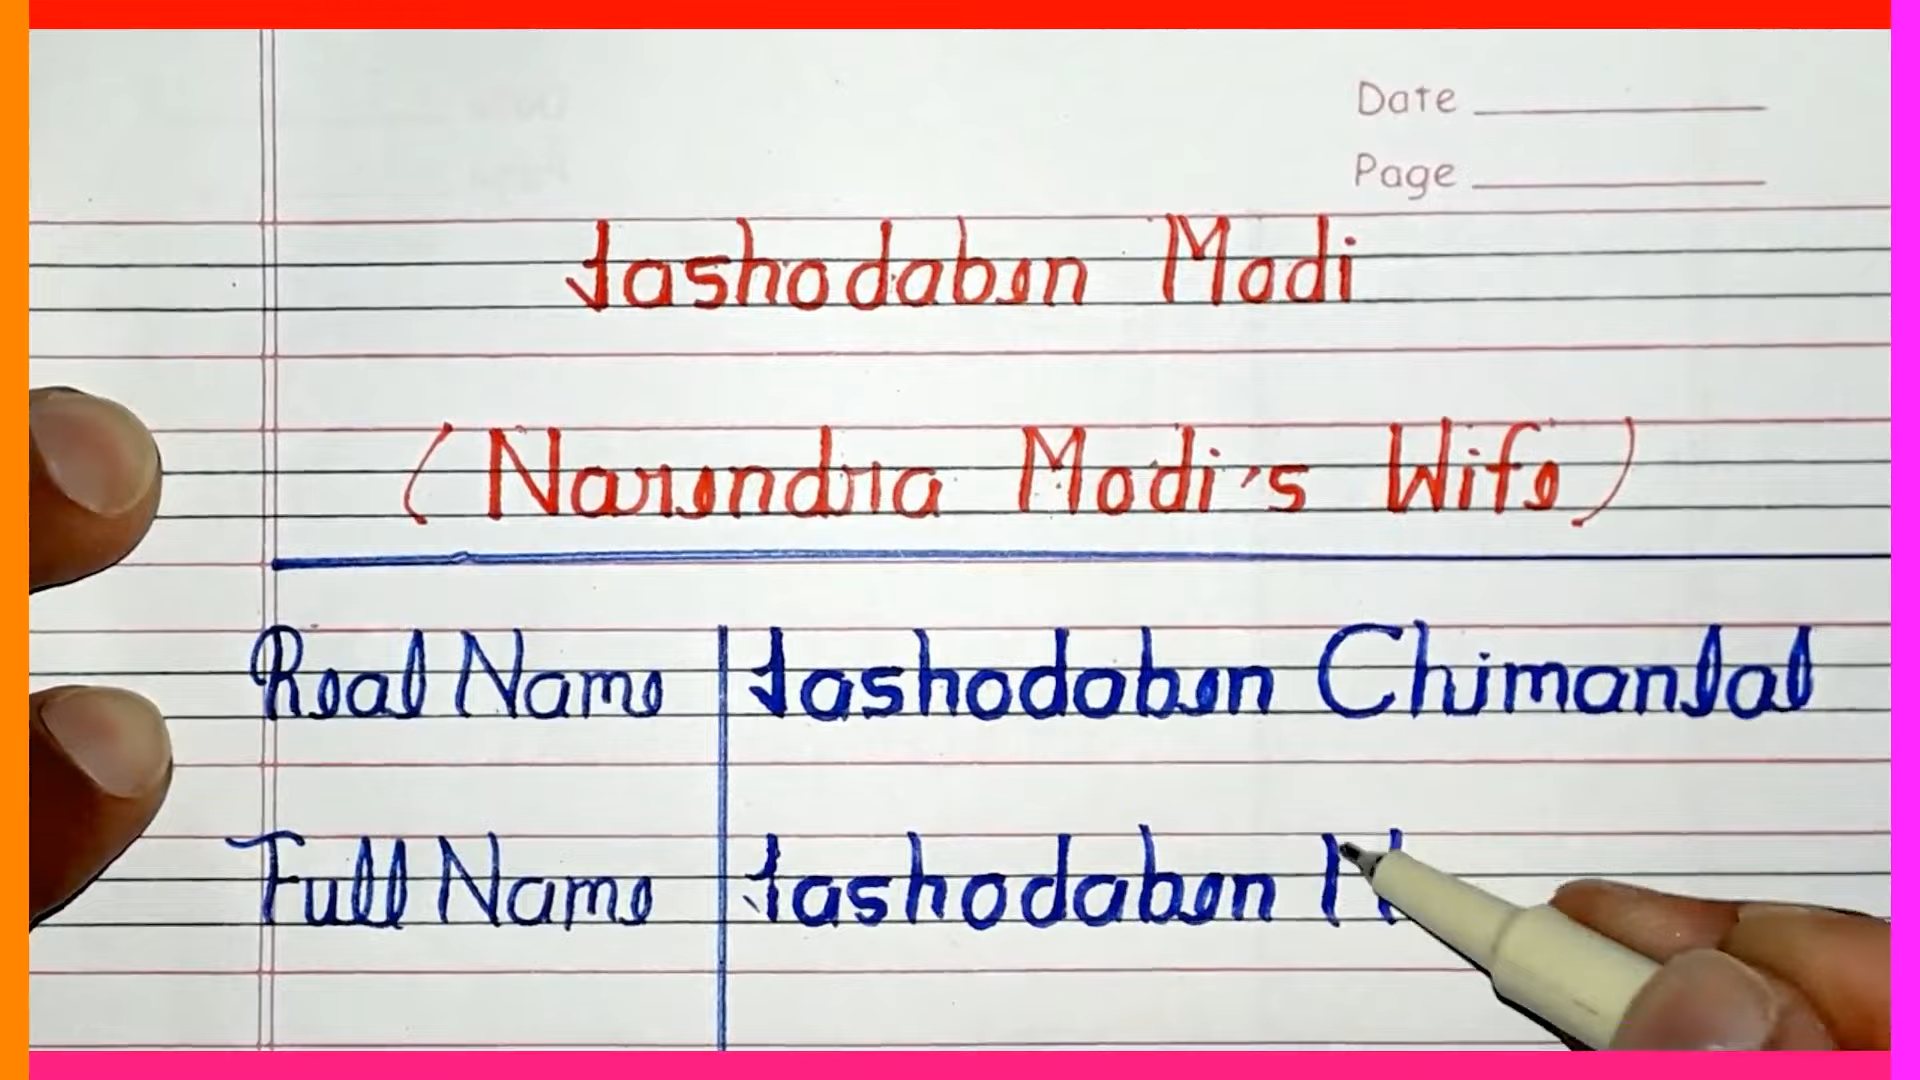 Date
Page
Jashodaben Modi
(Narendra Modi's Wife)
Real Name Jashodaben Chimanlal
Full Name Jashodaben